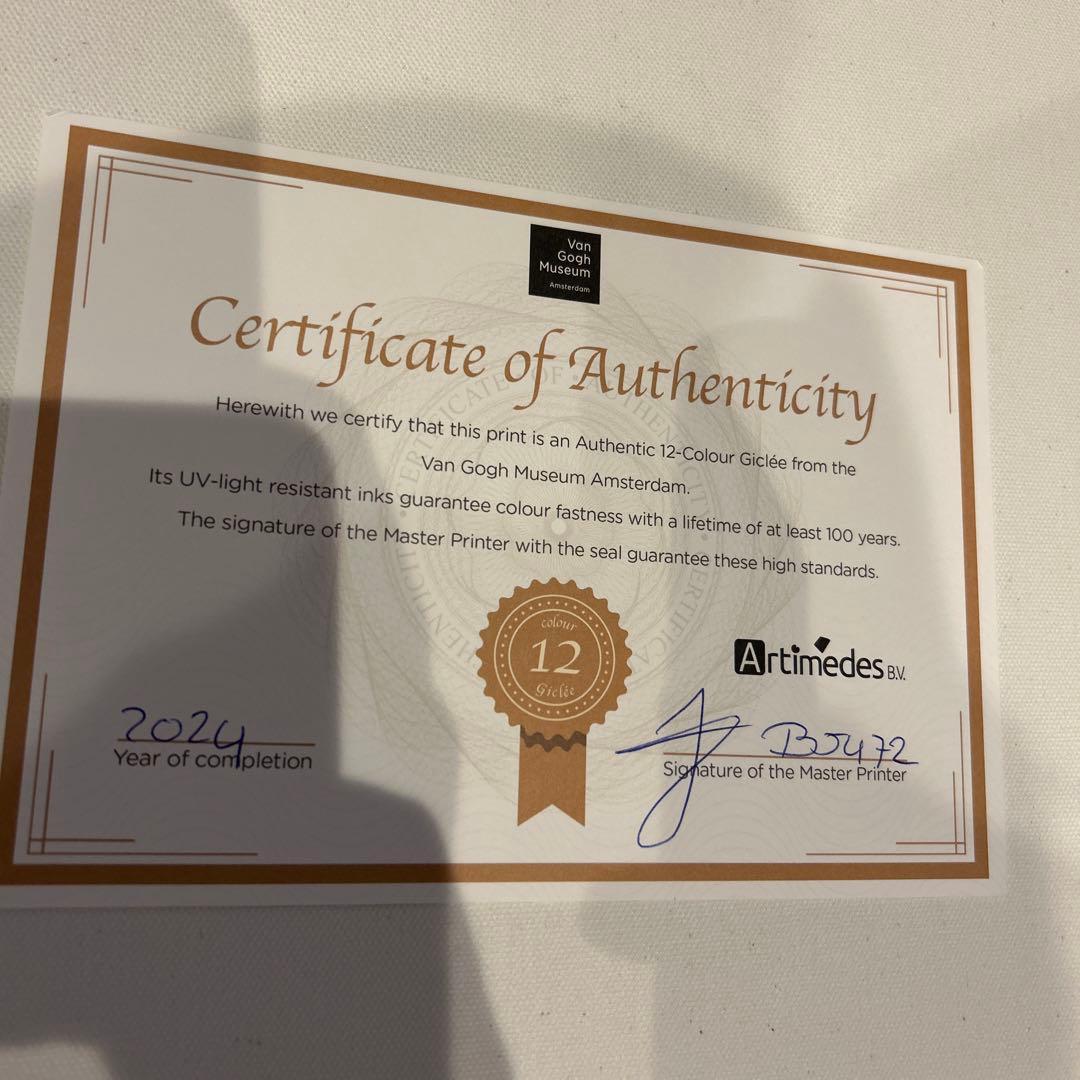 Van
Gogh
Museum
Amsterdam
Certificate of Authenticity
Herewith we certify that this print is an Authentic 12-Colour Giclée from the
Van Gogh Museum Amsterdam.
Its UV-light resistant inks guarantee colour fastness with a lifetime of at least 100 years.
The signature of the Master Printer with the seal guarantee these high standards.
colour
12
Giclée
Artimedes B.V.
2024
Year of completion
Signature of the Master Printer